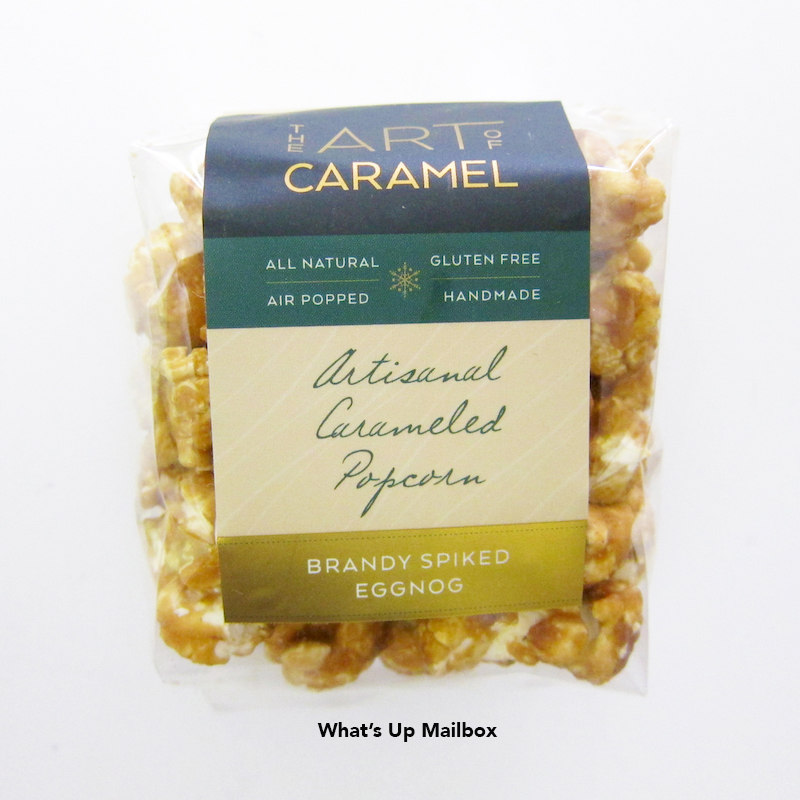 THE ART OF
CARAMEL
ALL NATURAL GLUTEN FREE
AIR POPPED HANDMADE
Artisanal
Carameled
Popcorn
BRANDY SPIKED
EGGNOG
What's Up Mailbox